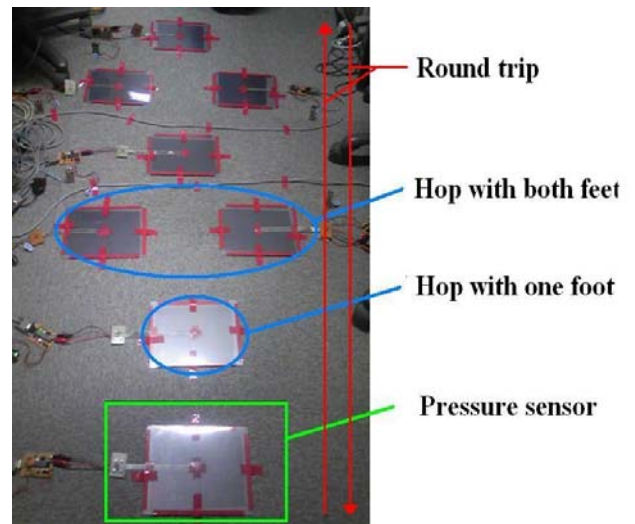 Round trip
Hop with both feet
Hop with one foot
Pressure sensor